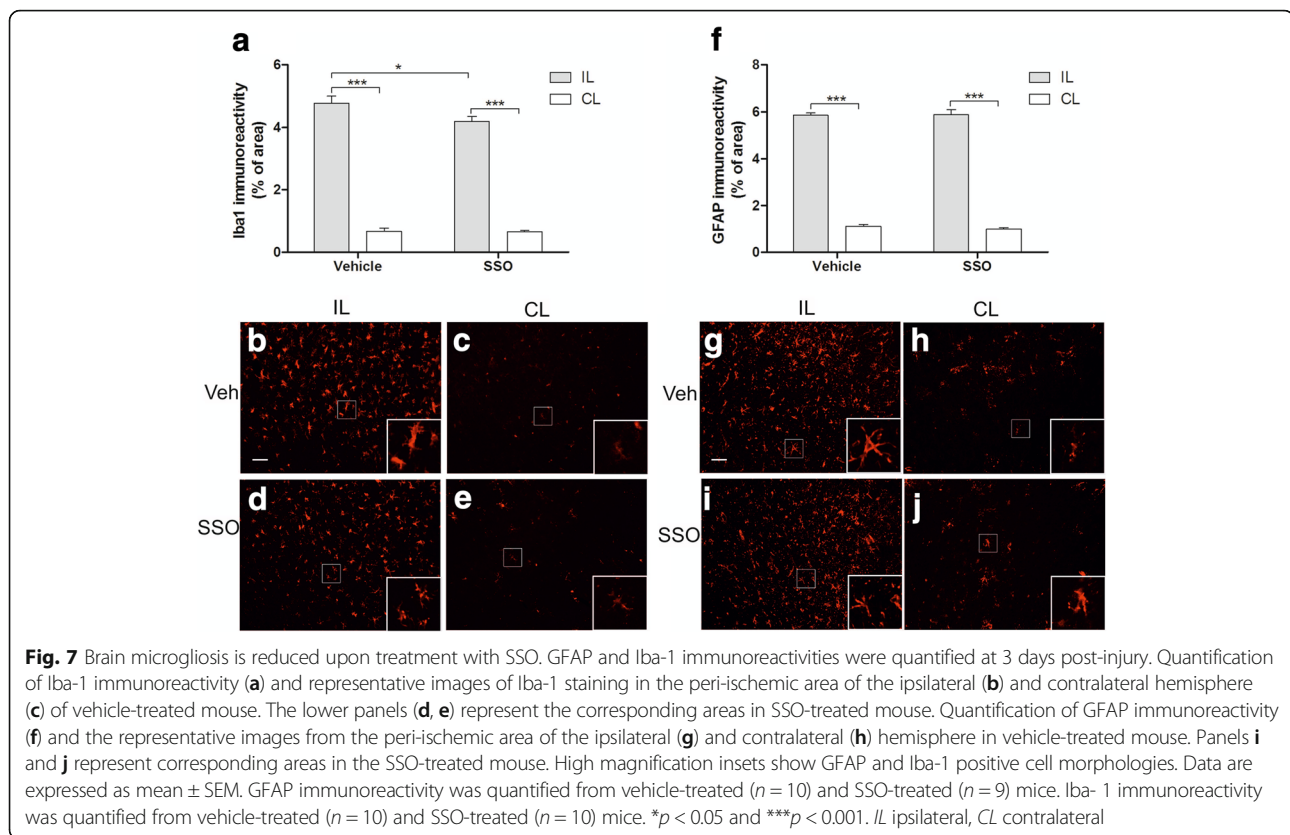 a
Iba1 immunoreactivity
(% of area)
6
4
2
0
*
***
***
IL
CL
Vehicle
SSO
f
GFAP immunoreactivity
(% of area)
8
6
4
2
0
***
***
IL
CL
Vehicle
SSO
IL
CL
Veh
b
c
SSO
d
e
IL
CL
Veh
g
h
SSO
i
j
Fig. 7 Brain microgliosis is reduced upon treatment with SSO. GFAP and Iba-1 immunoreactivities were quantified at 3 days post-injury. Quantification
of Iba-1 immunoreactivity (a) and representative images of Iba-1 staining in the peri-ischemic area of the ipsilateral (b) and contralateral hemisphere
(c) of vehicle-treated mouse. The lower panels (d, e) represent the corresponding areas in SSO-treated mouse. Quantification of GFAP immunoreactivity
(f) and the representative images from the peri-ischemic area of the ipsilateral (g) and contralateral (h) hemisphere in vehicle-treated mouse. Panels i
and j represent corresponding areas in the SSO-treated mouse. High magnification insets show GFAP and Iba-1 positive cell morphologies. Data are
expressed as mean ± SEM. GFAP immunoreactivity was quantified from vehicle-treated (n = 10) and SSO-treated (n = 9) mice. Iba- 1 immunoreactivity
was quantified from vehicle-treated (n = 10) and SSO-treated (n = 10) mice. *p < 0.05 and ***p < 0.001. IL ipsilateral, CL contralateral